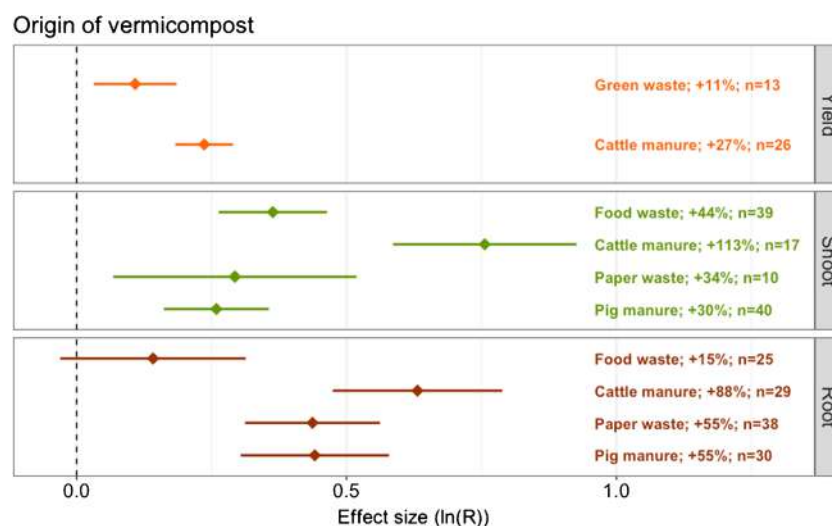 Origin of vermicompost
Green waste; +11%; n=13
Cattle manure; +27%; n=26
Yield
Food waste; +44%; n=39
Cattle manure; +113%; n=17
Paper waste; +34%; n=10
Pig manure; +30%; n=40
Shoot
Food waste; +15%; n=25
Cattle manure; +88%; n=29
Paper waste; +55%; n=38
Pig manure; +55%; n=30
Root
0.0 0.5 1.0
Effect size (ln(R))